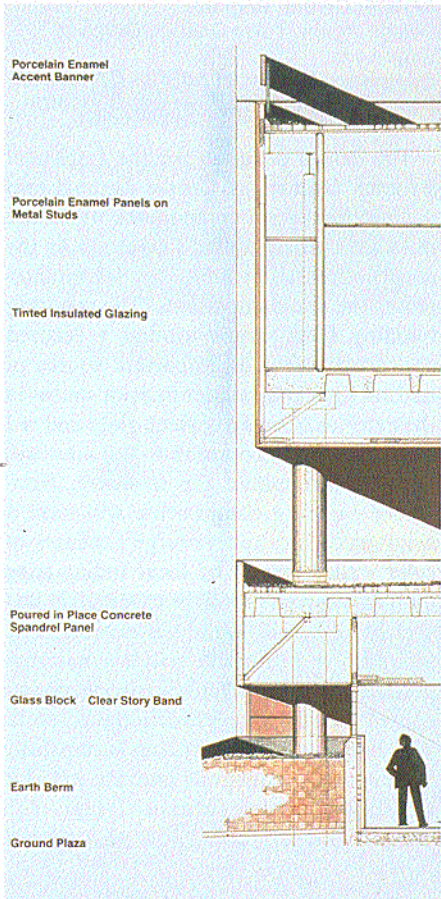 Porcelain Enamel
Accent Banner
Porcelain Enamel Panels on
Metal Studs
Tinted Insulated Glazing
Poured in Place Concrete
Spandrel Panel
Glass Block Clear Story Band
Earth Berm
Ground Plaza